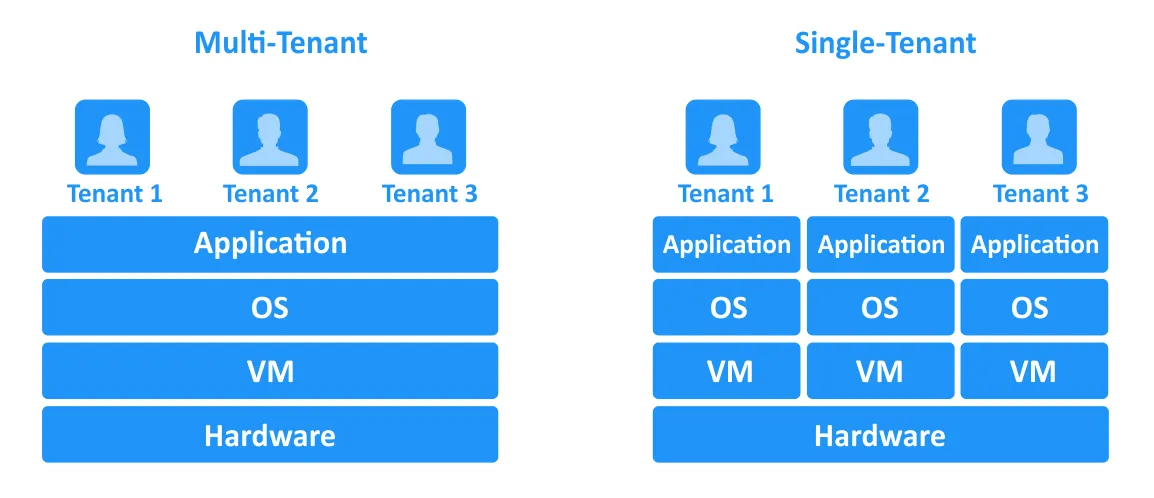 Multi-Tenant
Tenant 1 Tenant 2 Tenant 3
Application
OS
VM
Hardware
Single-Tenant
Tenant 1 Tenant 2 Tenant 3
Application Application Application
OS OS OS
VM VM VM
Hardware